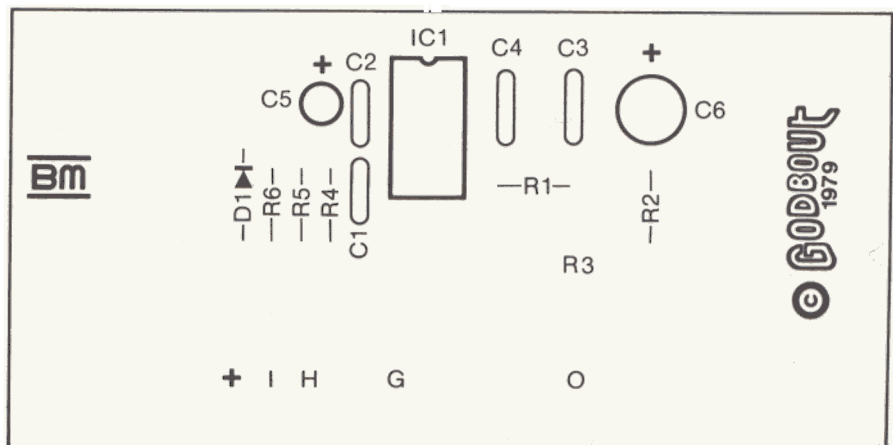 IC1
C2
C4
C3
+
+
C5
C6
BM
D1
R6
R5
R4
C1
R1
R2
R3
© GODBOUT
1979
+ I H G O